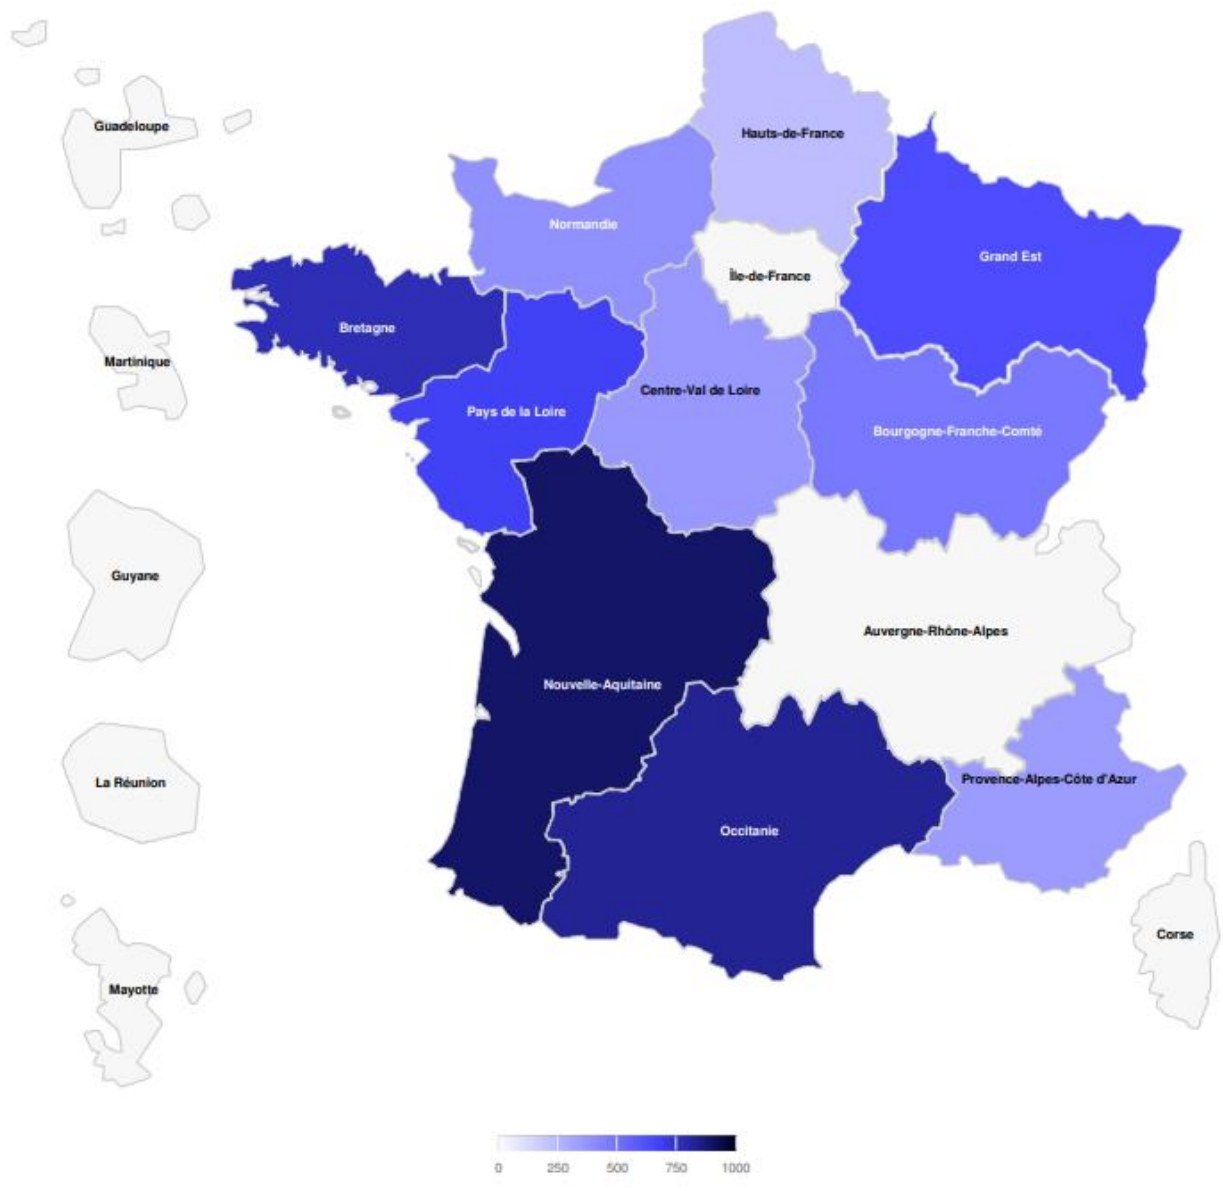 Guadeloupe
Hauts-de-France
Normandie
Grand Est
Île-de-France
Bretagne
Martinique
Centre-Val de Loire
Pays de la Loire
Bourgogne-Franche-Comté
Guyane
Auvergne-Rhône-Alpes
Nouvelle-Aquitaine
La Réunion
Provence-Alpes-Côte d'Azur
Occitanie
Corse
Mayotte
0 250 500 750 1000